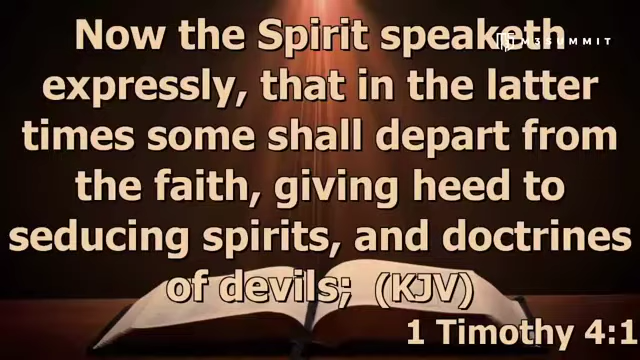 Now the Spirit speaketh
M3SUMMIT
expressly, that in the latter
times some shall depart from
the faith, giving heed to
seducing spirits, and doctrines
of devils; (KJV)
1 Timothy 4:1